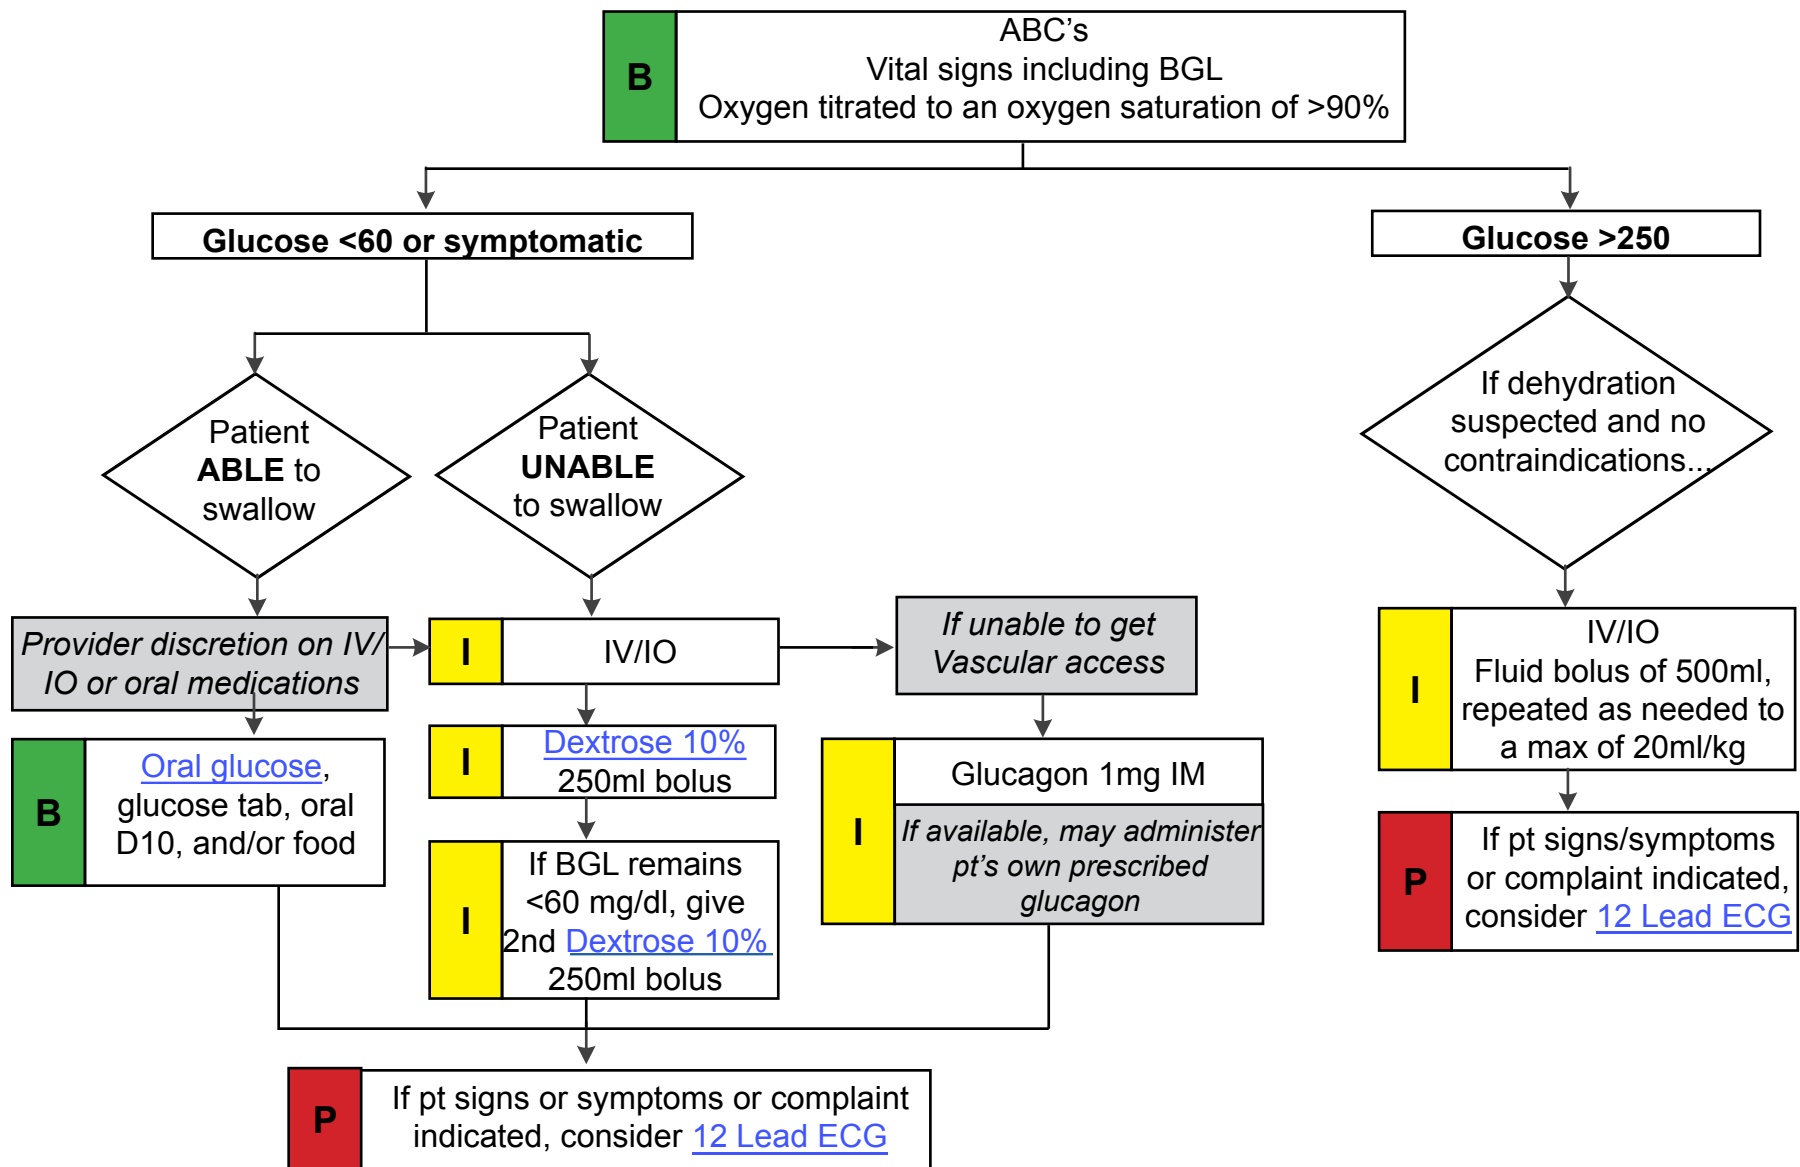 B
ABC’s
Vital signs including BGL
Oxygen titrated to an oxygen saturation of >90%
Glucose <60 or symptomatic
Glucose >250
Patient
ABLE to
swallow
Patient
UNABLE
to swallow
If dehydration
suspected and no
contraindications...
Provider discretion on IV/
IO or oral medications
I
IV/IO
If unable to get
Vascular access
I
IV/IO
Fluid bolus of 500ml,
repeated as needed to
a max of 20ml/kg
B
Oral glucose,
glucose tab, oral
D10, and/or food
I
Dextrose 10%
250ml bolus
I
Glucagon 1mg IM
If available, may administer
pt’s own prescribed
glucagon
I
If BGL remains
<60 mg/dl, give
2nd Dextrose 10%
250ml bolus
P
If pt signs/symptoms
or complaint indicated,
consider 12 Lead ECG
P
If pt signs or symptoms or complaint
indicated, consider 12 Lead ECG